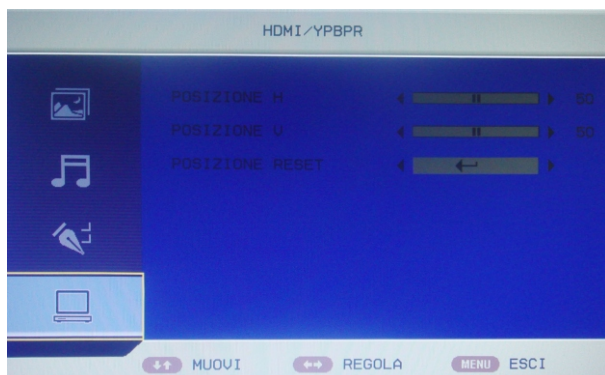 HDMI/YPBPR
POSIZIONE H 50
POSIZIONE V 50
POSIZIONE RESET
MUOVI REGOLA MENU ESCI